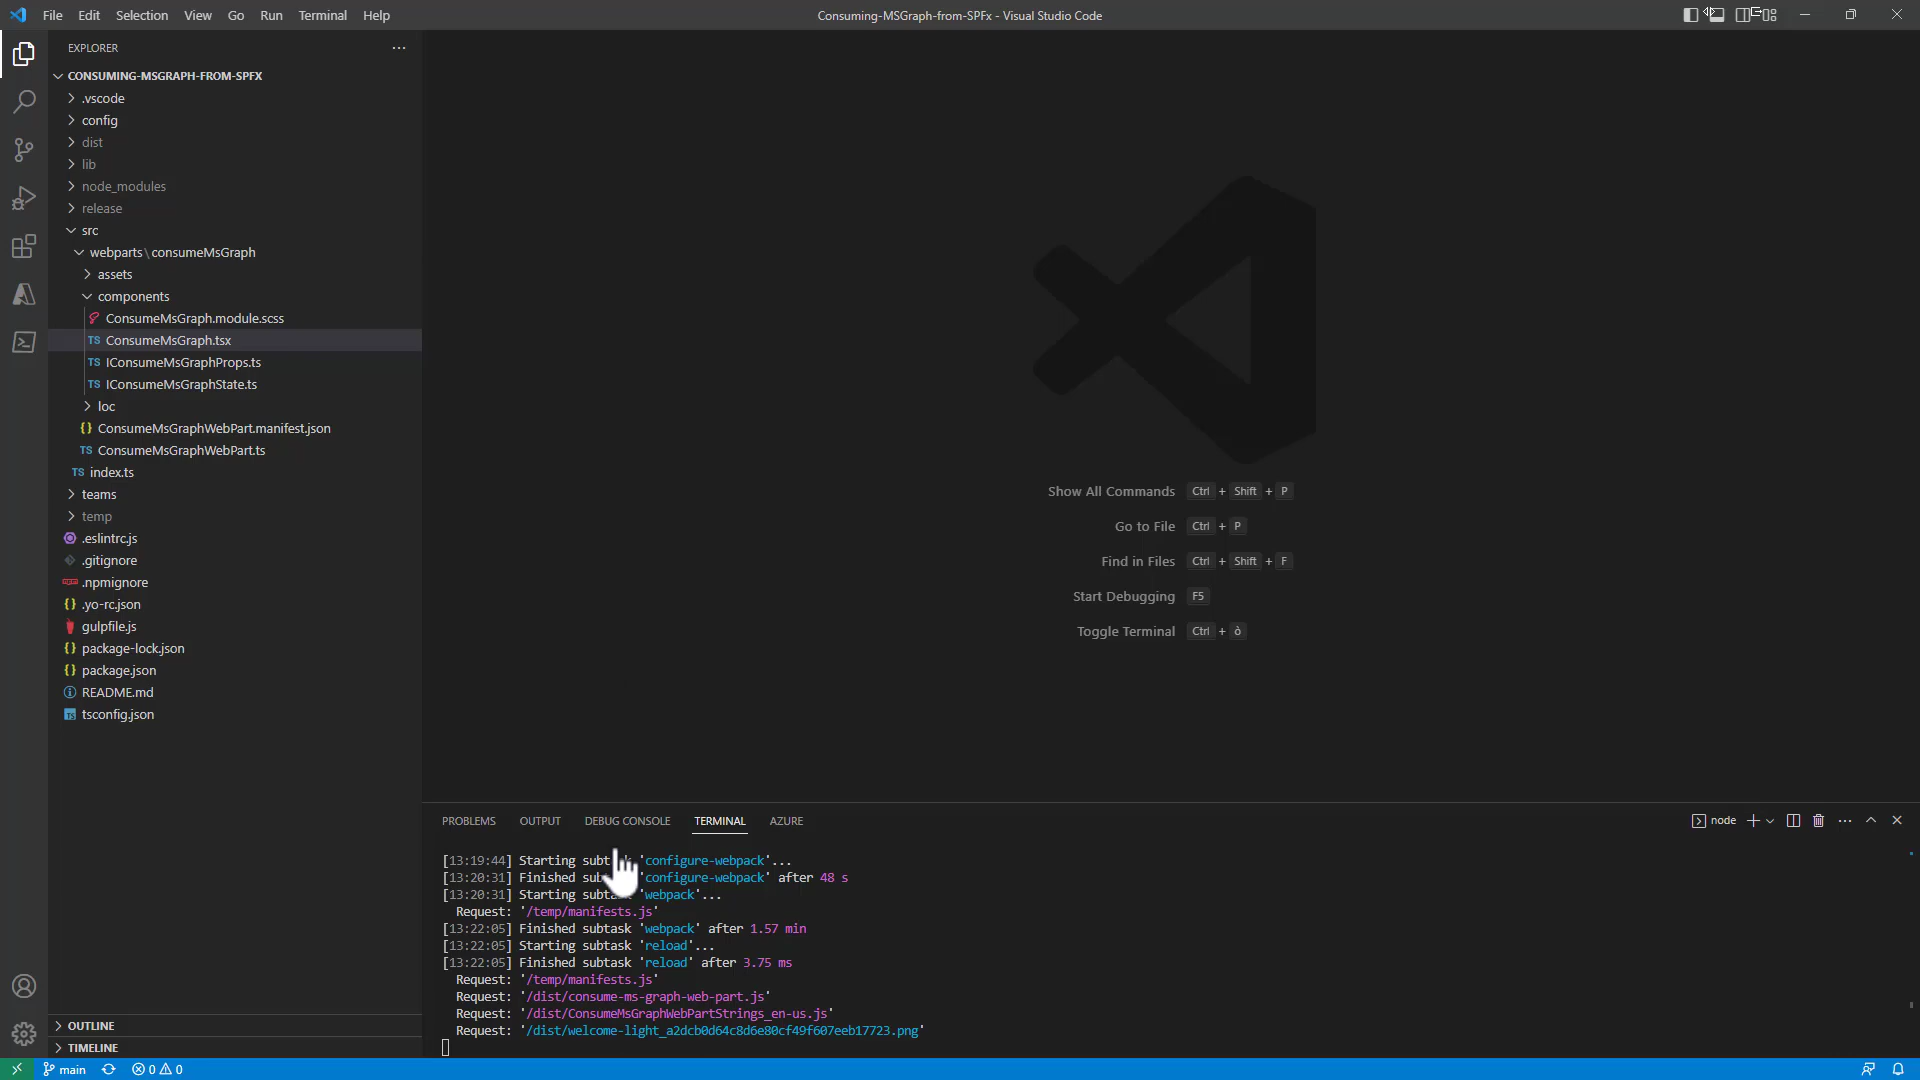 File Edit Selection View Go Run Terminal Help
Consuming-MSGraph-from-SPFx - Visual Studio Code
EXPLORER
CONSUMING-MSGRAPH-FROM-SPFX
.vscode
config
dist
lib
node_modules
release
src
webparts\consumeMsGraph
assets
components
ConsumeMsGraph.module.scss
TS ConsumeMsGraph.tsx
TS IConsumeMsGraphProps.ts
TS IConsumeMsGraphState.ts
loc
{} ConsumeMsGraphWebPart.manifest.json
TS ConsumeMsGraphWebPart.ts
TS index.ts
teams
temp
.eslintrc.js
.gitignore
.npmignore
{} .yo-rc.json
gulpfile.js
{} package-lock.json
{} package.json
README.md
TS tsconfig.json
OUTLINE
TIMELINE
Show All Commands Ctrl + Shift + P
Go to File Ctrl + P
Find in Files Ctrl + Shift + F
Start Debugging F5
Toggle Terminal Ctrl + ò
PROBLEMS OUTPUT DEBUG CONSOLE TERMINAL AZURE
node
[13:19:44] Starting subt 'configure-webpack'...
[13:20:31] Finished subt 'configure-webpack' after 48 s
[13:20:31] Starting subta 'webpack'...
Request: '/temp/manifests.js'
[13:22:05] Finished subtask 'webpack' after 1.57 min
[13:22:05] Starting subtask 'reload'...
[13:22:05] Finished subtask 'reload' after 3.75 ms
Request: '/temp/manifests.js'
Request: '/dist/consume-ms-graph-web-part.js'
Request: '/dist/ConsumeMsGraphWebPartStrings_en-us.js'
Request: '/dist/welcome-light_a2dcb0d64c8d6e80cf49f607eeb17723.png'
main 0 0